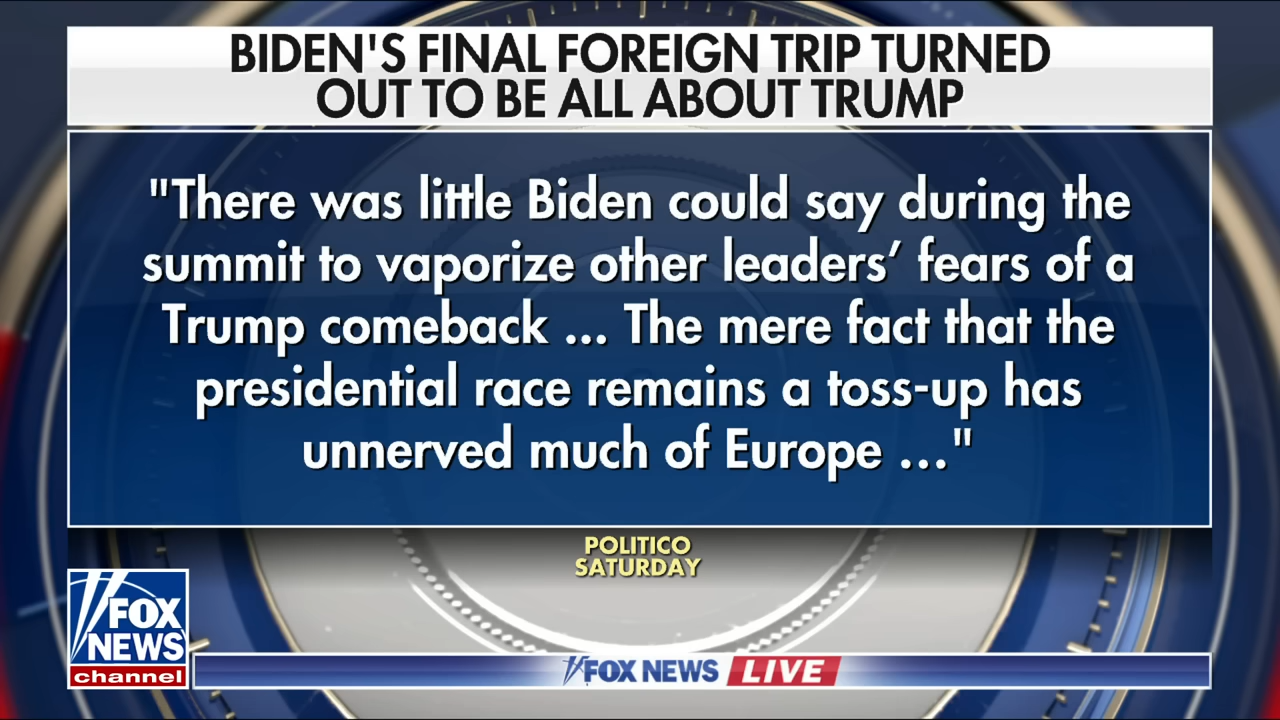 BIDEN'S FINAL FOREIGN TRIP TURNED
OUT TO BE ALL ABOUT TRUMP
"There was little Biden could say during the
summit to vaporize other leaders’ fears of a
Trump comeback ... The mere fact that the
presidential race remains a toss-up has
unnerved much of Europe ..."
POLITICO
SATURDAY
FOX
NEWS
channel
FOX NEWS LIVE